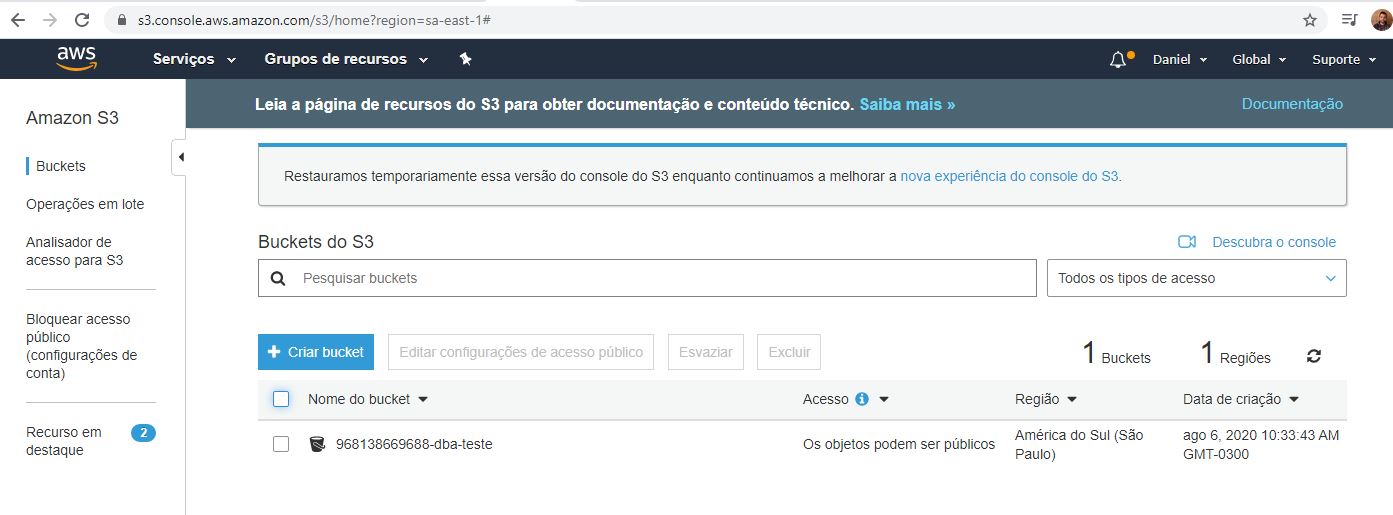 s3.console.aws.amazon.com/s3/home?region=sa-east-1#
aws
Serviços
Grupos de recursos
Daniel
Global
Suporte
Amazon S3
Buckets
Operações em lote
Analisador de
acesso para S3
Bloquear acesso
público
(configurações de
conta)
Recurso em
destaque
2
Leia a página de recursos do S3 para obter documentação e conteúdo técnico. Saiba mais »
Documentação
Restauramos temporariamente essa versão do console do S3 enquanto continuamos a melhorar a nova experiência do console do S3.
Buckets do S3
Descubra o console
Pesquisar buckets
Todos os tipos de acesso
+ Criar bucket
Editar configurações de acesso público
Esvaziar
Excluir
1 Buckets
1 Regiões
Nome do bucket
Acesso
Região
Data de criação
968138669688-dba-teste
Os objetos podem ser públicos
América do Sul (São
Paulo)
ago 6, 2020 10:33:43 AM
GMT-0300